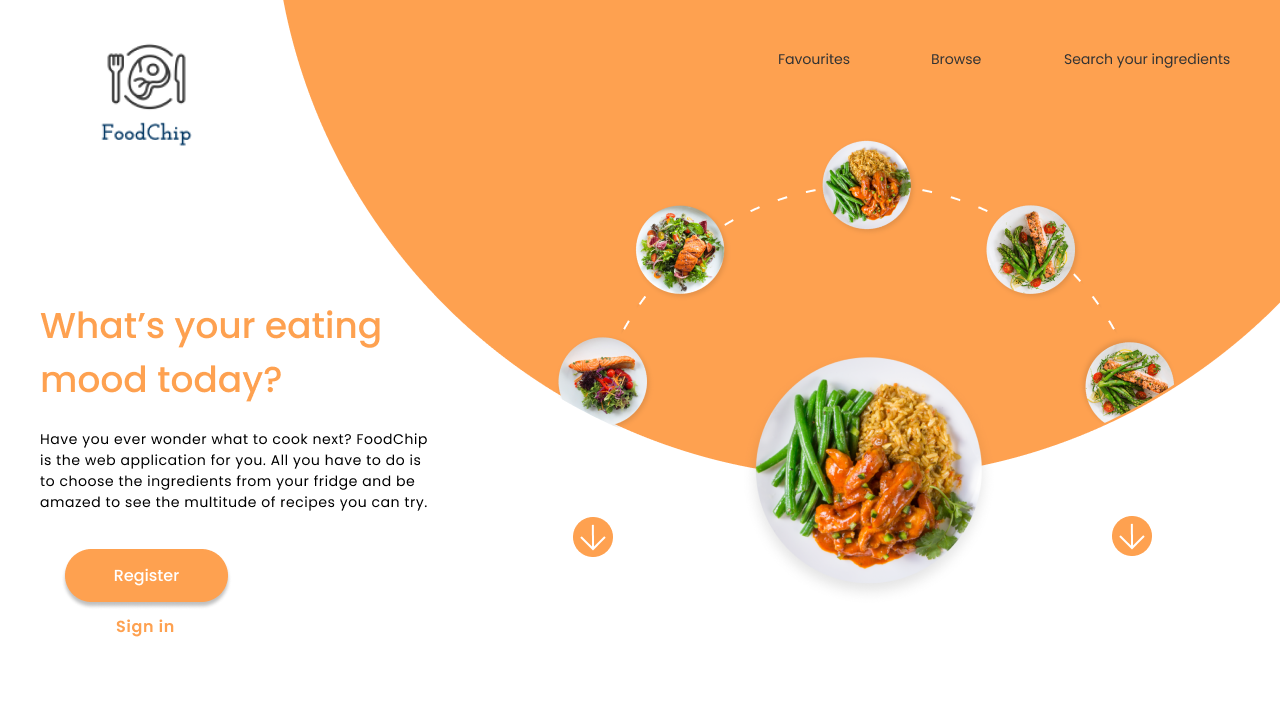 FoodChip
Favourites
Browse
Search your ingredients
What’s your eating
mood today?
Have you ever wonder what to cook next? FoodChip
is the web application for you. All you have to do is
to choose the ingredients from your fridge and be
amazed to see the multitude of recipes you can try.
Register
Sign in